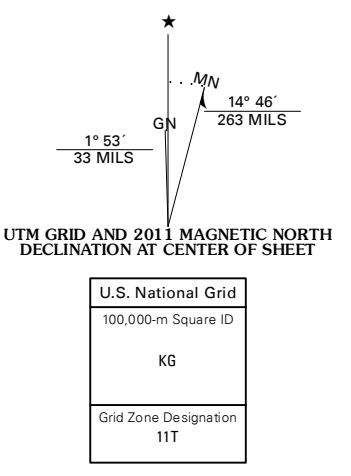 ★
MN
GN
14° 46´
263 MILS
1° 53´
33 MILS
UTM GRID AND 2011 MAGNETIC NORTH
DECLINATION AT CENTER OF SHEET
U.S. National Grid
100,000-m Square ID
KG
Grid Zone Designation
11T